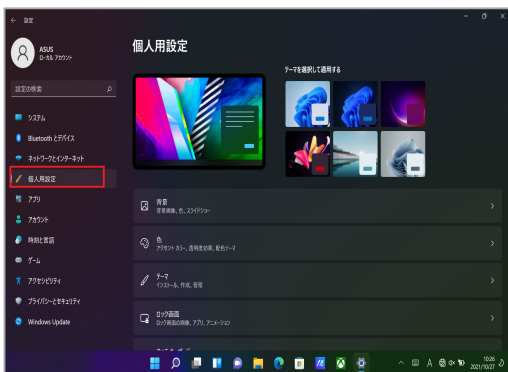 設定
ASUS
ローカル アカウント
設定の検索
システム
Bluetooth とデバイス
ネットワークとインターネット
個人用設定
アプリ
アカウント
時刻と言語
ゲーム
アクセシビリティ
プライバシーとセキュリティ
Windows Update
個人用設定
テーマを選択して適用する
背景
背景画像、色、スライドショー
色
アクセント カラー、透明度効果、配色テーマ
テーマ
インストール、作成、管理
ロック画面
ロック画面の画像、アプリ、アニメーション
A
10:26
2021/10/27